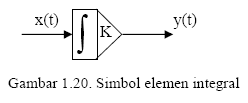 x(t) ∫ K y(t)
Gambar 1.20. Simbol elemen integral